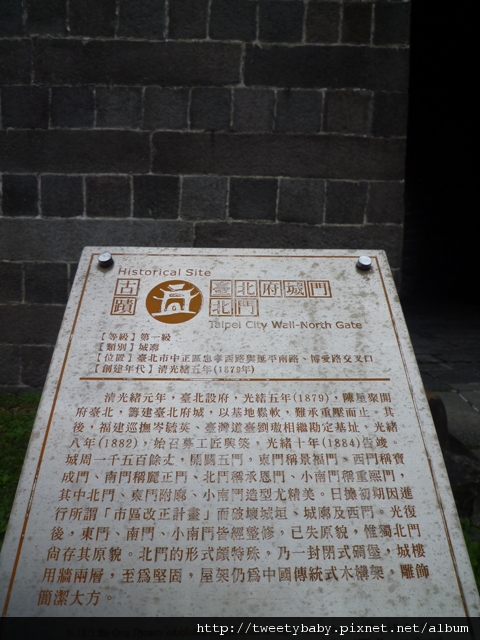 Historical Site
古蹟
臺北府城門
北門
Taipei City Wall-North Gate
【等級】第一級
【類別】城廓
【位置】臺北市中正區忠孝西路與延平南路、博愛路交叉口
【創建年代】清光緒五年(1879年)
清光緒元年，臺北設府，光緒五年(1879)，陳星聚開
府臺北，籌建臺北府城，以基地鬆軟，難承重壓而止。其
後，福建巡撫岑毓英、臺灣道臺劉璈相繼勘定基址，光緒
八年(1882)，始召募工匠興築，光緒十年(1884)告竣。
城周一千五百餘丈，開闢五門，東門稱景福門、西門稱寶
成門、南門稱麗正門、北門稱承恩門、小南門稱重熙門，
其中北門、東門附廓、小南門造型尤精美。日據初期因進
行所謂「市區改正計畫」而毀壞城垣、城廓及西門。光復
後，東門、南門、小南門皆經整修，已失原貌，惟獨北門
尚存其原貌。北門的形式頗特殊，乃一封閉式碉堡，城樓
用牆兩層，至為堅固，屋架仍為中國傳統式木樑架。雕飾
簡潔大方。
http://tweetybaby.pixnet.net/album